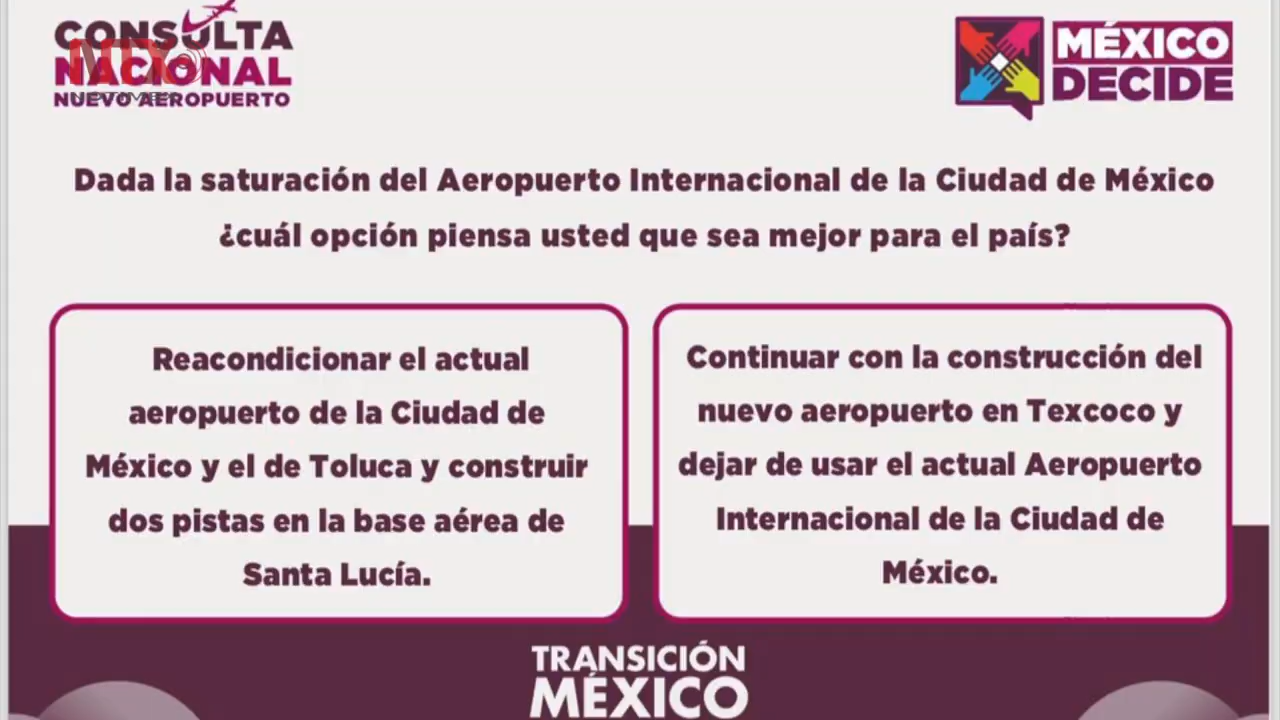 CONSULTA
NACIONAL
NUEVO AEROPUERTO
MÉXICO
DECIDE
Dada la saturación del Aeropuerto Internacional de la Ciudad de México
¿cuál opción piensa usted que sea mejor para el país?
Reacondicionar el actual
aeropuerto de la Ciudad de
México y el de Toluca y construir
dos pistas en la base aérea de
Santa Lucía.
Continuar con la construcción del
nuevo aeropuerto en Texcoco y
dejar de usar el actual Aeropuerto
Internacional de la Ciudad de
México.
TRANSICIÓN
MÉXICO